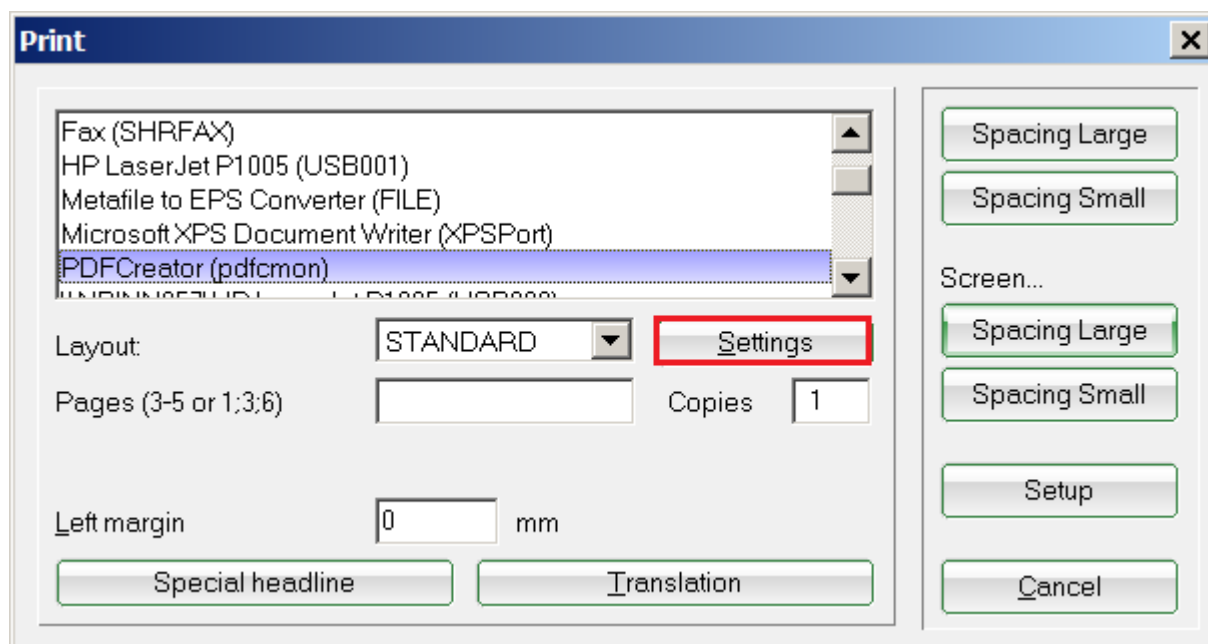 Print
Fax (SHRFAX)
HP LaserJet P1005 (USB001)
Metafile to EPS Converter (FILE)
Microsoft XPS Document Writer (XPSPort)
PDFCreator (pdfcmon)
Layout: STANDARD Settings
Pages (3-5 or 1;3;6) Copies 1
Left margin 0 mm
Special headline Translation
Spacing Large
Spacing Small
Screen...
Spacing Large
Spacing Small
Setup
Cancel